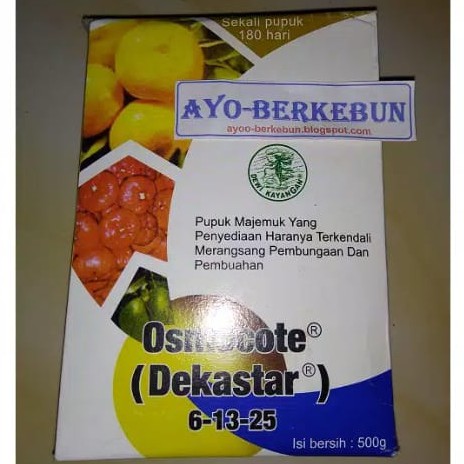 Sekali pupuk
180 hari
AYO-BERKEBUN
ayoo-berkebun.blogspot.com
DEWI KAYANGAN
Pupuk Majemuk Yang
Penyediaan Haranya Terkendali
Merangsang Pembungaan Dan
Pembuahan
Osmocote®
(Dekastar®)
6-13-25
Isi bersih : 500g